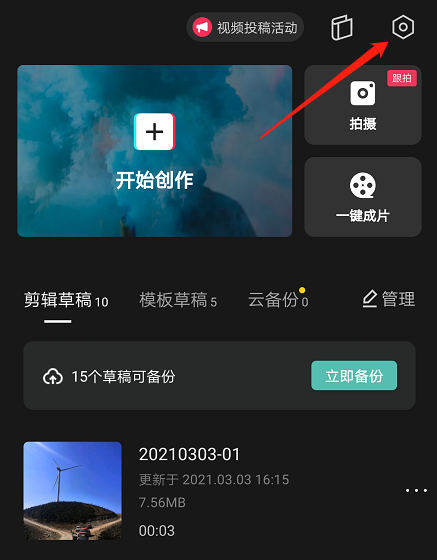 视频投稿活动
开始创作
跟拍
拍摄
一键成片
剪辑草稿 10
模板草稿 5
云备份 0
管理
15个草稿可备份
立即备份
20210303-01
更新于 2021.03.03 16:15
7.56MB
00:03